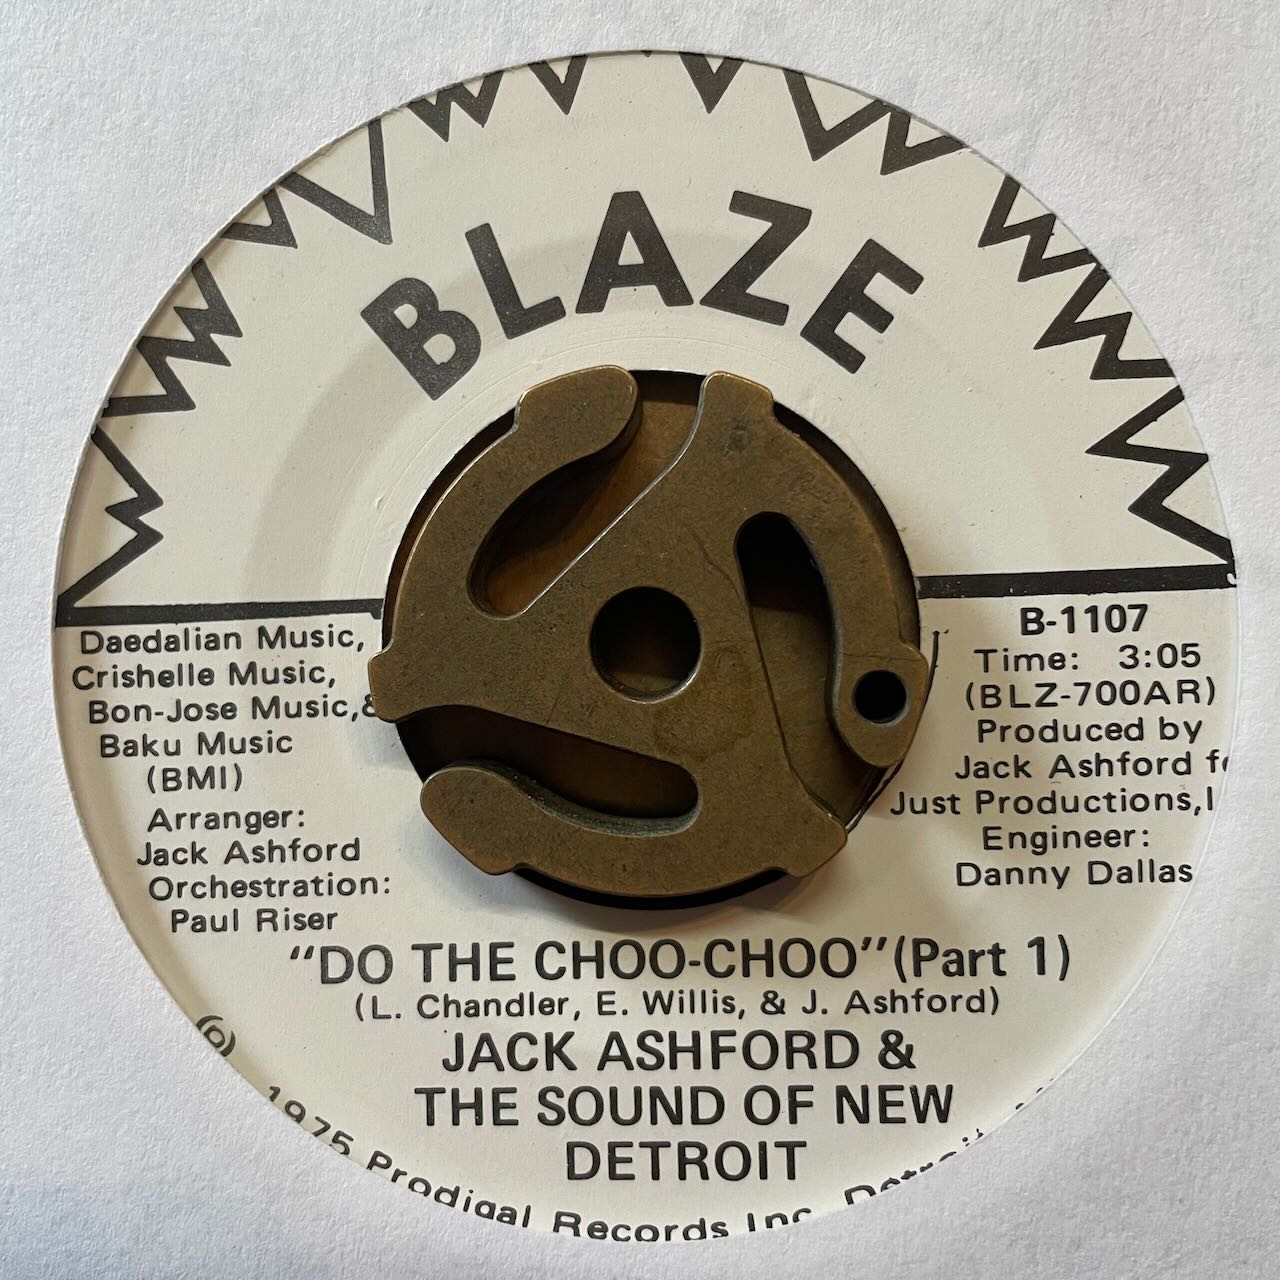 BLAZE
Daedalian Music,
Crishelle Music,
Bon-Jose Music,&
Baku Music
(BMI)
Arranger:
Jack Ashford
Orchestration:
Paul Riser
B-1107
Time: 3:05
(BLZ-700AR)
Produced by
Jack Ashford
Just Productions,
Engineer:
Danny Dallas
"DO THE CHOO-CHOO" (Part 1)
(L. Chandler, E. Willis, & J. Ashford)
JACK ASHFORD &
THE SOUND OF NEW
DETROIT
(p) 1975 Prodigal Records Inc. Detroit